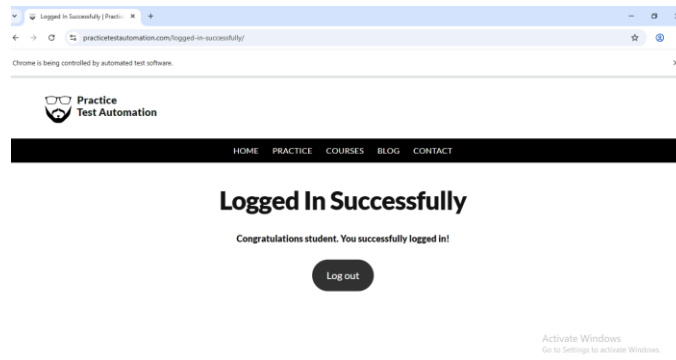 Logged In Successfully | Practic
practicetestautomation.com/logged-in-successfully/
Chrome is being controlled by automated test software.
Practice
Test Automation
HOME PRACTICE COURSES BLOG CONTACT
Logged In Successfully
Congratulations student. You successfully logged in!
Log out
Activate Windows
Go to Settings to activate Windows.